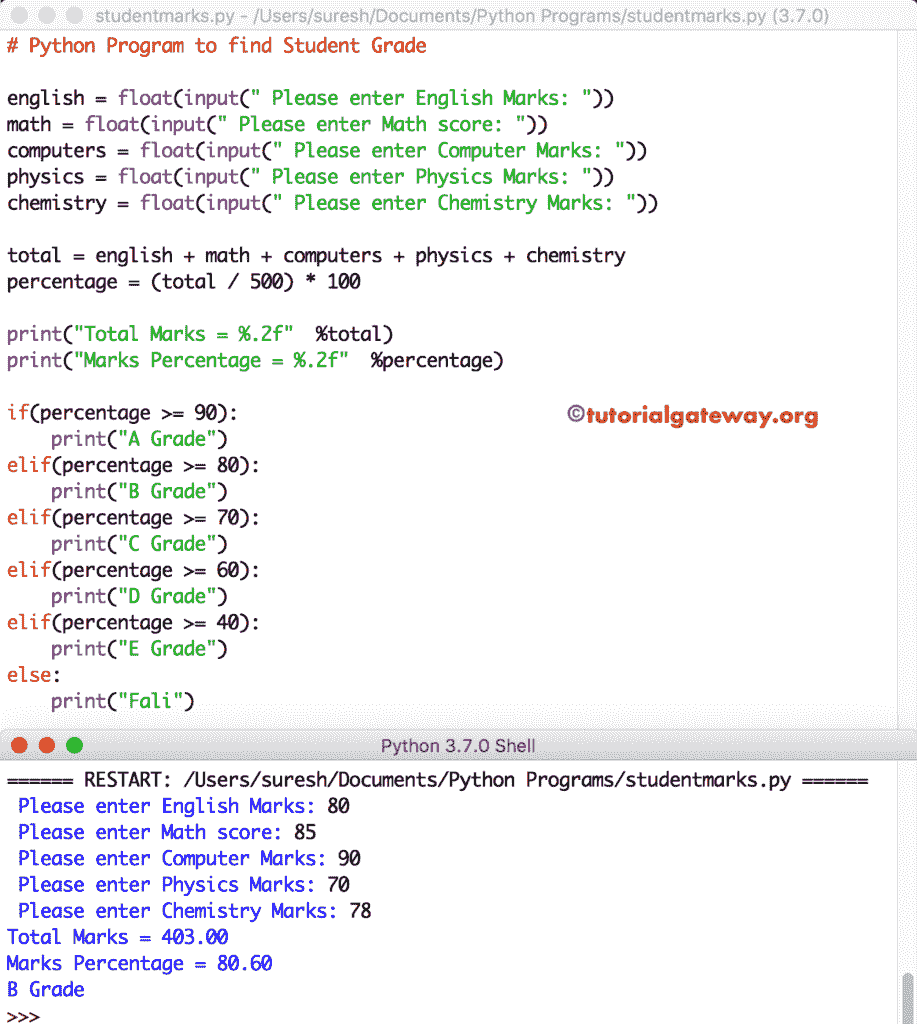 studentmarks.py - /Users/suresh/Documents/Python Programs/studentmarks.py (3.7.0)
# Python Program to find Student Grade
english = float(input(" Please enter English Marks: "))
math = float(input(" Please enter Math score: "))
computers = float(input(" Please enter Computer Marks: "))
physics = float(input(" Please enter Physics Marks: "))
chemistry = float(input(" Please enter Chemistry Marks: "))
total = english + math + computers + physics + chemistry
percentage = (total / 500) * 100
print("Total Marks = %.2f"  %total)
print("Marks Percentage = %.2f"  %percentage)
if(percentage >= 90):
©tutorialgateway.org
    print("A Grade")
elif(percentage >= 80):
    print("B Grade")
elif(percentage >= 70):
    print("C Grade")
elif(percentage >= 60):
    print("D Grade")
elif(percentage >= 40):
    print("E Grade")
else:
    print("Fali")
Python 3.7.0 Shell
====== RESTART: /Users/suresh/Documents/Python Programs/studentmarks.py ======
 Please enter English Marks: 80
 Please enter Math score: 85
 Please enter Computer Marks: 90
 Please enter Physics Marks: 70
 Please enter Chemistry Marks: 78
Total Marks = 403.00
Marks Percentage = 80.60
B Grade
>>>